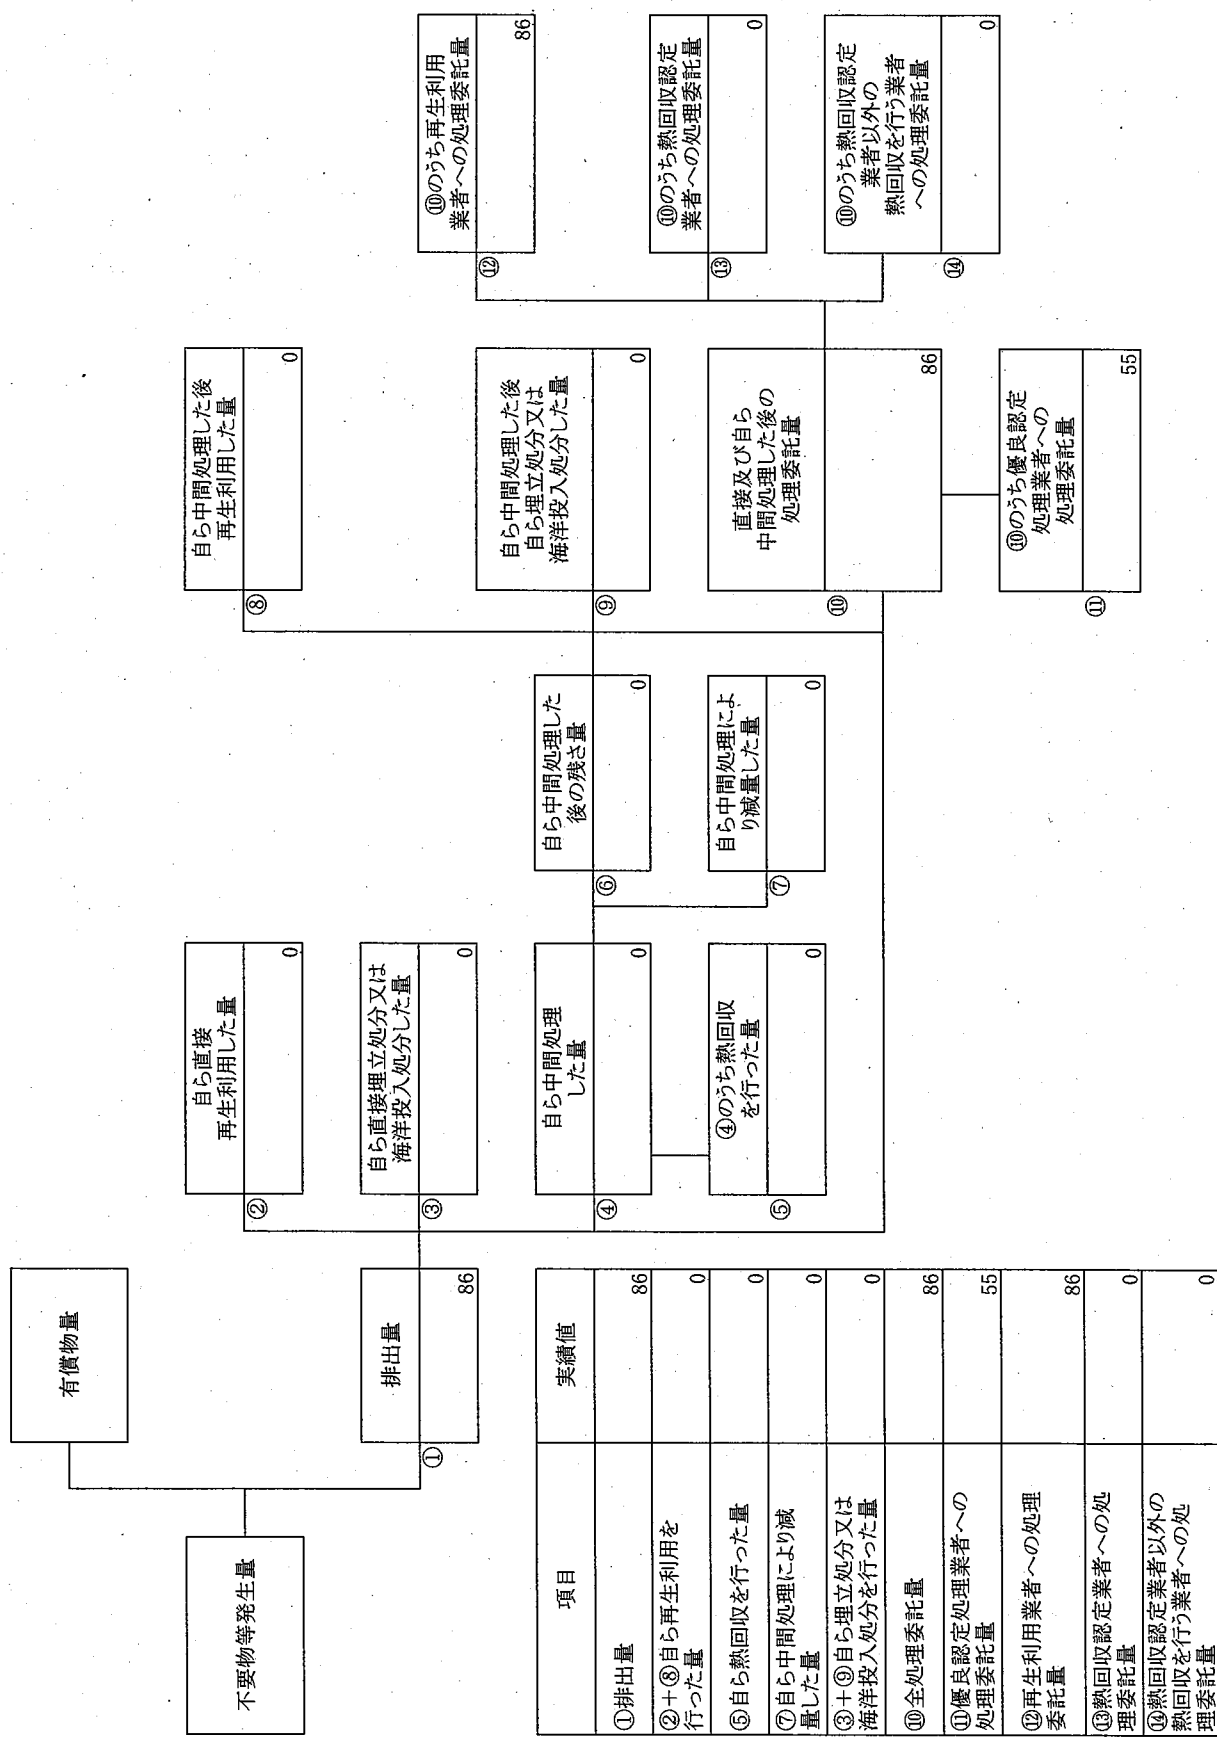 不要物等発生量
有償物量
①
排出量
86
②
自ら直接
再生利用した量
0
③
自ら直接埋立処分又は
海洋投入処分した量
0
④
自ら中間処理
した量
0
⑤
④のうち熱回収
を行った量
0
⑥
自ら中間処理した
後の残さ量
0
⑦
自ら中間処理によ
り減量した量
0
⑧
自ら中間処理した後
再生利用した量
0
⑨
自ら中間処理した後
自ら埋立処分又は
海洋投入処分した量
0
⑩
直接及び自ら
中間処理した後の
処理委託量
86
⑪
⑩のうち優良認定
処理業者への
処理委託量
55
⑫
⑩のうち再生利用
業者への処理委託量
86
⑬
⑩のうち熱回収認定
業者への処理委託量
0
⑭
⑩のうち熱回収認定
業者以外の
熱回収を行う業者
への処理委託量
0
項目 実績値
①排出量 86
②+⑧自ら再生利用を
行った量 0
⑤自ら熱回収を行った量 0
⑦自ら中間処理により減
量した量 0
③+⑨自ら埋立処分又は
海洋投入処分を行った量 0
⑩全処理委託量 86
⑪優良認定処理業者への
処理委託量 55
⑫再生利用業者への処理
委託量 86
⑬熱回収認定業者への処
理委託量 0
⑭熱回収認定業者以外の
熱回収を行う業者への処
理委託量 0